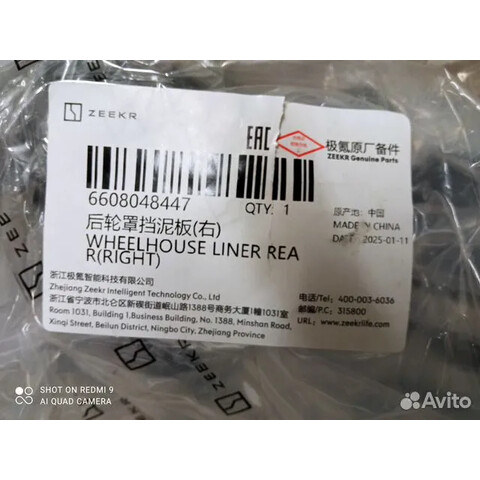 ZEEKR
EAC
极氪原厂备件
ZEEKR Genuine Parts
6608048447
QTY: 1
原产地: 中国
MADE BY CHINA
DATE: 2025-01-11
后轮罩挡泥板(右)
WHEELHOUSE LINER REA
R(RIGHT)
浙江极氪智能科技有限公司
Zhejiang Zeekr Intelligent Technology Co., Ltd
浙江省宁波市北仑区新碶街道岷山路1388号商务大厦1幢1031室
Room 1031, Building 1,Business Building, No. 1388, Minshan Road,
Xinqi Street, Beilun District, Ningbo City, Zhejiang Province
电话/Tel: 400-003-6036
邮编/P.C: 315800
URL: www.zeekrlife.com
SHOT ON REDMI 9
AI QUAD CAMERA
ZEEKR
Avito